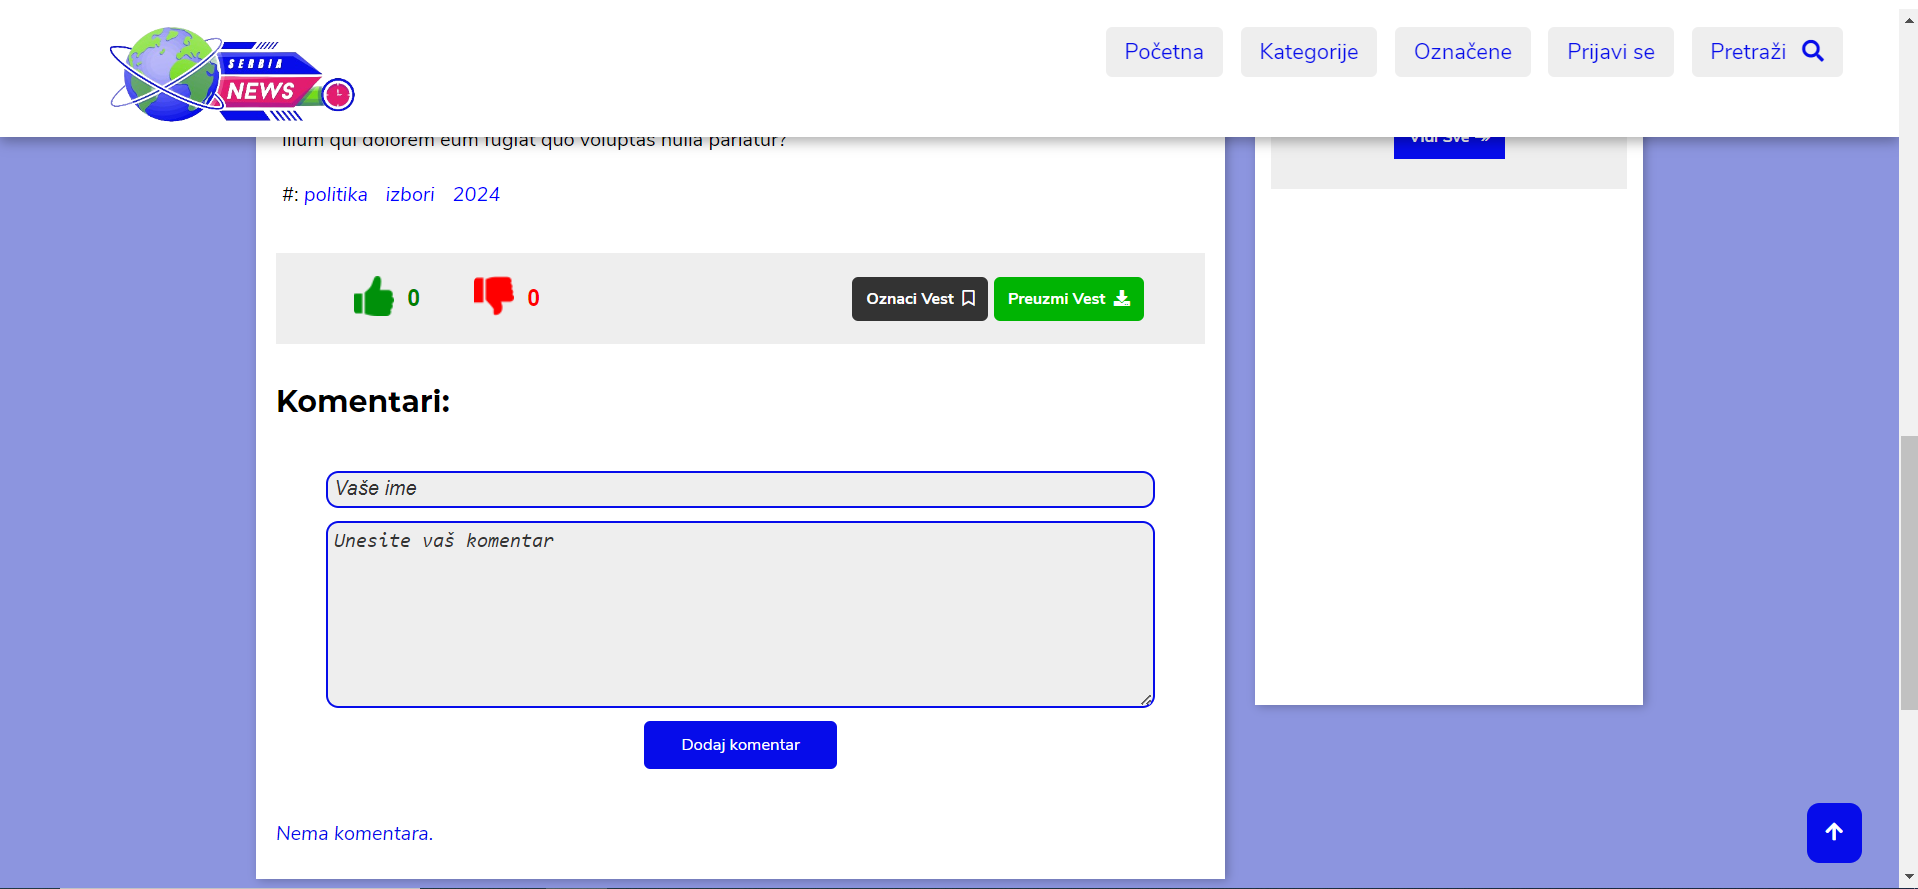 SERBIA
NEWS
Početna
Kategorije
Označene
Prijavi se
Pretraži
illum qui dolorem eum fugiat quo voluptas nulla pariatur?
Vidi Sve
#: politika izbori 2024
0
0
Oznaci Vest
Preuzmi Vest
Komentari:
Vaše ime
Unesite vaš komentar
Dodaj komentar
Nema komentara.